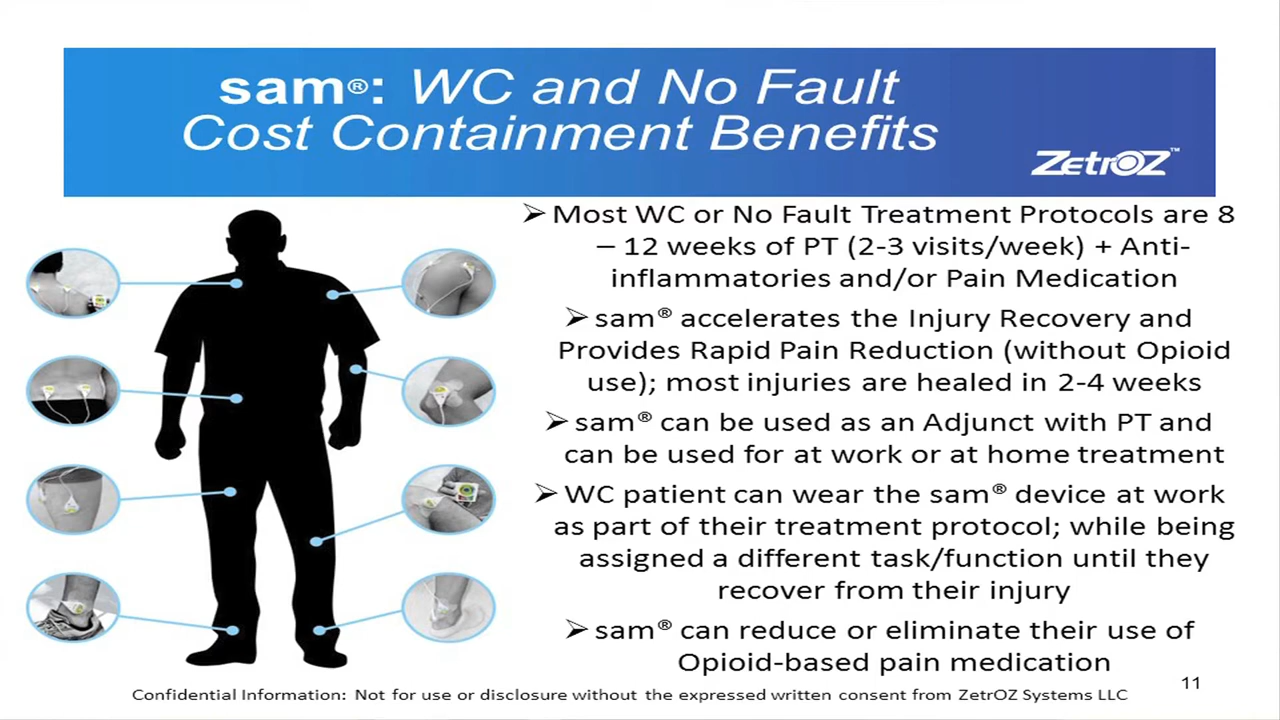 sam®: WC and No Fault
Cost Containment Benefits
ZetrOZ™
➢ Most WC or No Fault Treatment Protocols are 8
– 12 weeks of PT (2-3 visits/week) + Anti-
inflammatories and/or Pain Medication
➢ sam® accelerates the Injury Recovery and
Provides Rapid Pain Reduction (without Opioid
use); most injuries are healed in 2-4 weeks
➢ sam® can be used as an Adjunct with PT and
can be used for at work or at home treatment
➢ WC patient can wear the sam® device at work
as part of their treatment protocol; while being
assigned a different task/function until they
recover from their injury
➢ sam® can reduce or eliminate their use of
Opioid-based pain medication
Confidential Information: Not for use or disclosure without the expressed written consent from ZetrOZ Systems LLC
11